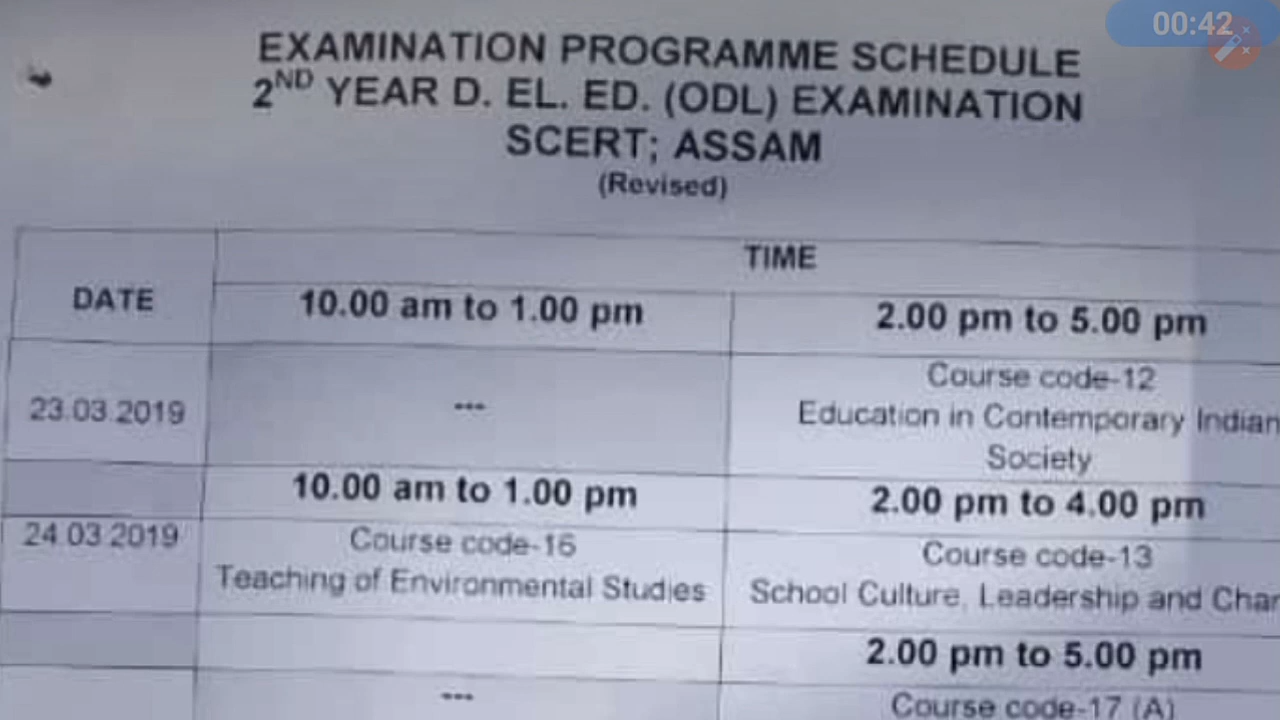 00:42
EXAMINATION PROGRAMME SCHEDULE
2ND YEAR D. EL. ED. (ODL) EXAMINATION
SCERT; ASSAM
(Revised)
TIME
DATE
10.00 am to 1.00 pm
2.00 pm to 5.00 pm
23.03.2019
---
Course code-12
Education in Contemporary Indian
Society
10.00 am to 1.00 pm
2.00 pm to 4.00 pm
24.03.2019
Course code-16
Teaching of Environmental Studies
Course code-13
School Culture, Leadership and
2.00 pm to 5.00 pm
---
Course code-17 (A)